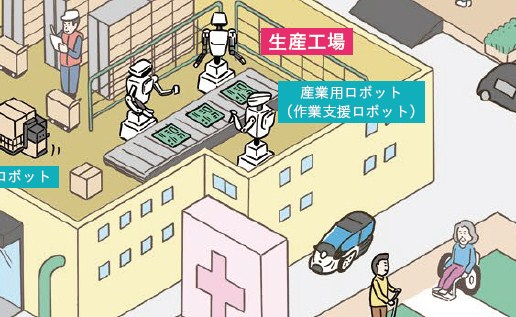 生産工場
産業用ロボット
（作業支援ロボット）
ロボット